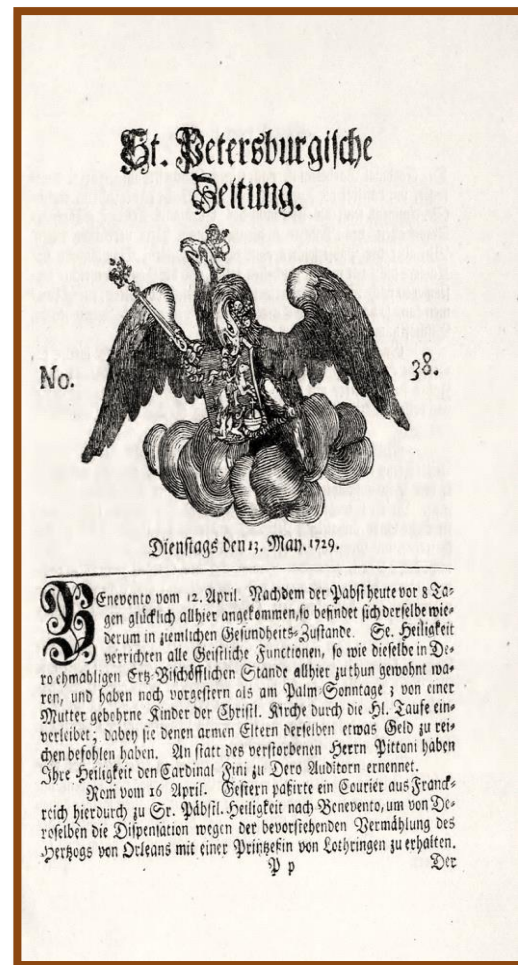 St. Petersburgische
Zeitung.
No. 38.
Dienstags den 13. May. 1729.
BEnevento vom 12. April. Nachdem der Pabst heute vor 8 Ta-
gen glücklich allhier angekommen, so befindet sich derselbe wie-
derum in ziemlichen Gesundheits-Zustande. Se. Heiligkeit
verrichten alle Geistliche Functionen, so wie dieselbe in De-
ro ehmabligen Ertz-Bischöfflichen Stande allhier zu thun gewohnt wa-
ren, und haben noch vorgestern als am Palm-Sonntage 3 von einer
Mutter gebohrne Kinder der Christl. Kirche durch die Hl. Taufe ein-
verleibet; dabey sie denen armen Eltern derselben etwas Geld zu rei-
chen befohlen haben. An statt des verstorbenen Herrn Pittoni haben
Ihre Heiligkeit den Cardinal Fini zu Dero Auditorn ernennet.
Rom vom 16 April. Gestern paßirte ein Courier aus Franck-
reich hierdurch zu Sr. Päbstl. Heiligkeit nach Benevento, um von De-
roselben die Dispensation wegen der bevorstehenden Vermählung des
Hertzogs von Orleans mit einer Printzeßin von Lothringen zu erhalten.
P p Der